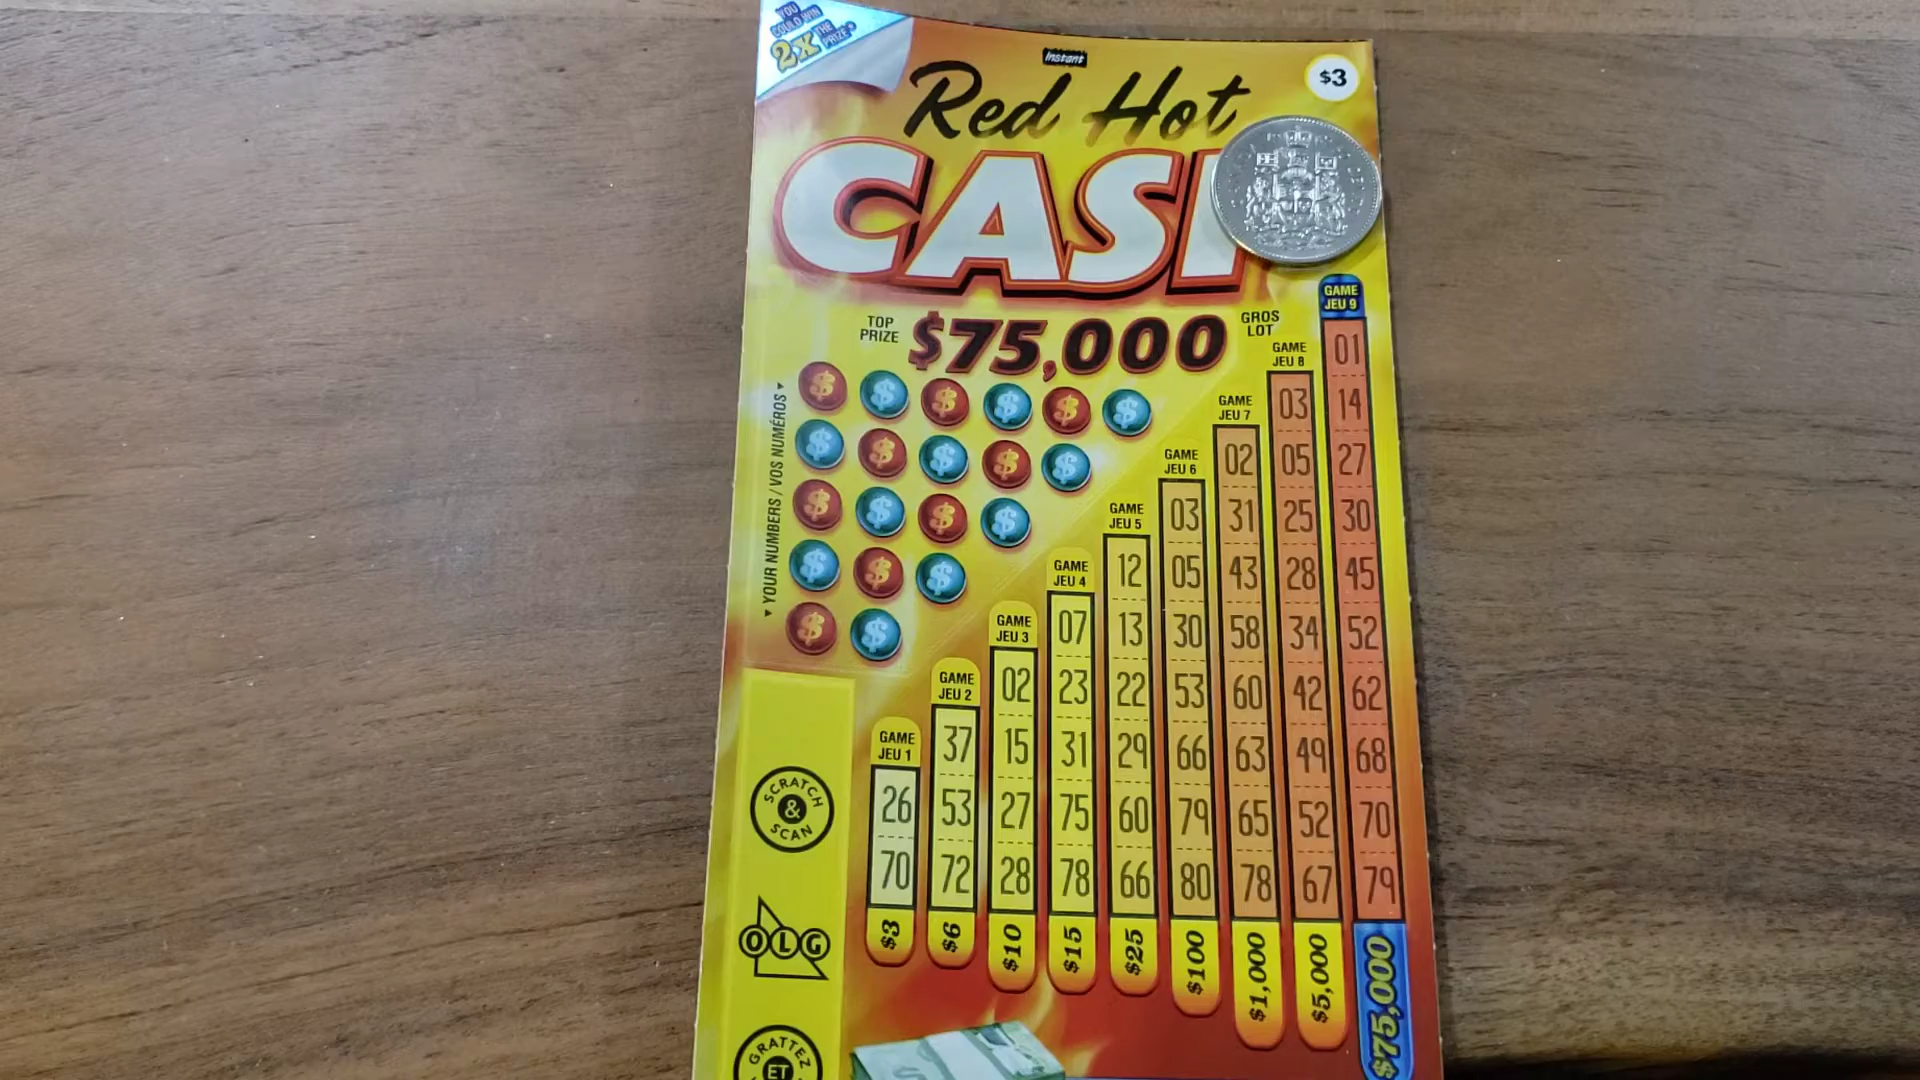 YOU
COULD WIN
2X THE
PRIZE*
Instant
$3
Red Hot
CASH
TOP
PRIZE
$75,000
GROS
LOT
YOUR NUMBERS / VOS NUMÉROS
GAME
JEU 1
26
70
$3
GAME
JEU 2
37
53
72
$6
GAME
JEU 3
02
15
27
28
$10
GAME
JEU 4
07
23
31
75
78
$15
GAME
JEU 5
12
13
22
29
60
66
$25
GAME
JEU 6
03
05
30
53
66
79
80
$100
GAME
JEU 7
02
31
43
58
60
63
65
78
$1,000
GAME
JEU 8
03
05
25
28
34
42
49
52
67
$5,000
GAME
JEU 9
01
14
27
30
45
52
62
68
70
79
$75,000
SCRATCH
&
SCAN
OLG
GRATTEZ
ET